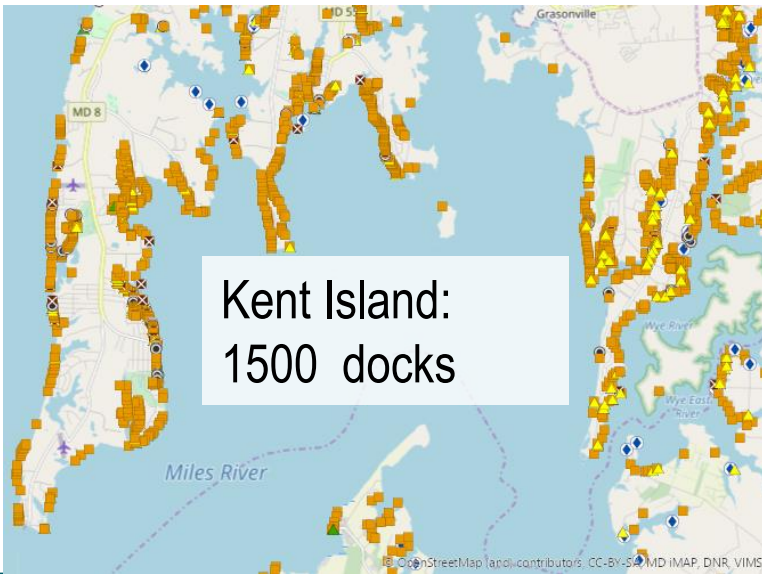 MD 55
Grasonville
MD 8
Kent Island:
1500 docks
Wye River
Wye East
River
Miles River
© OpenStreetMap (and) contributors, CC-BY-SA, MD iMAP, DNR, VIMS